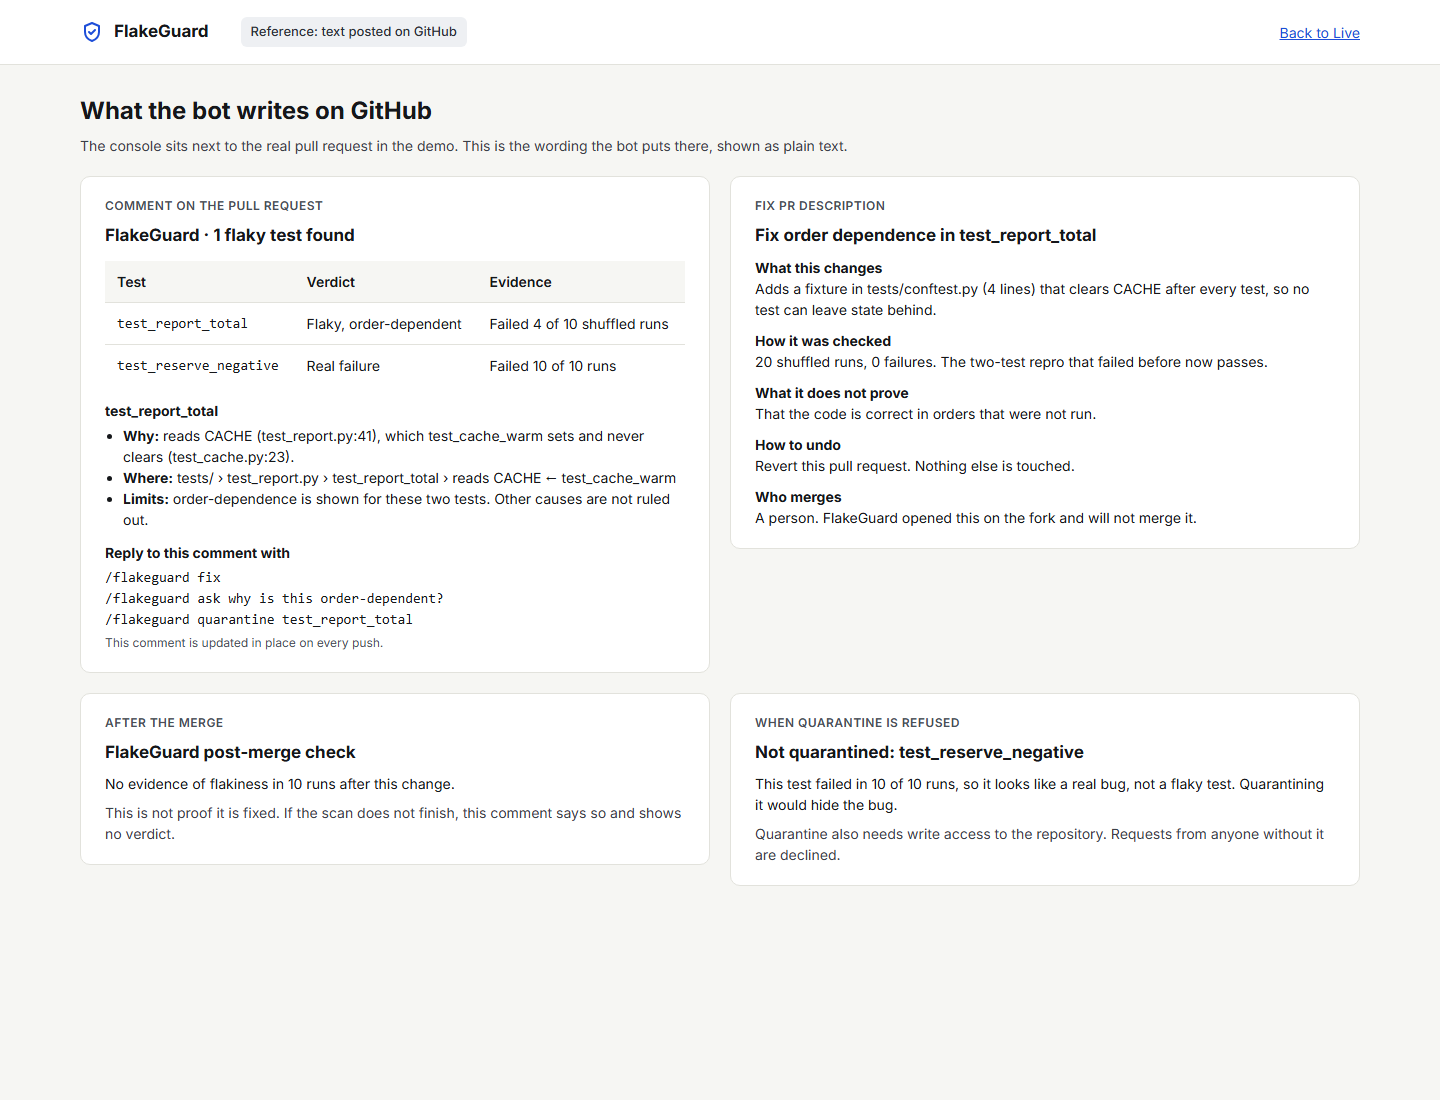 FlakeGuard
Reference: text posted on GitHub
Back to Live
What the bot writes on GitHub
The console sits next to the real pull request in the demo. This is the wording the bot puts there, shown as plain text.
COMMENT ON THE PULL REQUEST
FlakeGuard · 1 flaky test found
Test Verdict Evidence
test_report_total Flaky, order-dependent Failed 4 of 10 shuffled runs
test_reserve_negative Real failure Failed 10 of 10 runs
test_report_total
• Why: reads CACHE (test_report.py:41), which test_cache_warm sets and never
clears (test_cache.py:23).
• Where: tests/ › test_report.py › test_report_total › reads CACHE ← test_cache_warm
• Limits: order-dependence is shown for these two tests. Other causes are not ruled
out.
Reply to this comment with
/flakeguard fix
/flakeguard ask why is this order-dependent?
/flakeguard quarantine test_report_total
This comment is updated in place on every push.
FIX PR DESCRIPTION
Fix order dependence in test_report_total
What this changes
Adds a fixture in tests/conftest.py (4 lines) that clears CACHE after every test, so no
test can leave state behind.
How it was checked
20 shuffled runs, 0 failures. The two-test repro that failed before now passes.
What it does not prove
That the code is correct in orders that were not run.
How to undo
Revert this pull request. Nothing else is touched.
Who merges
A person. FlakeGuard opened this on the fork and will not merge it.
AFTER THE MERGE
FlakeGuard post-merge check
No evidence of flakiness in 10 runs after this change.
This is not proof it is fixed. If the scan does not finish, this comment says so and shows
no verdict.
WHEN QUARANTINE IS REFUSED
Not quarantined: test_reserve_negative
This test failed in 10 of 10 runs, so it looks like a real bug, not a flaky test. Quarantining
it would hide the bug.
Quarantine also needs write access to the repository. Requests from anyone without it
are declined.